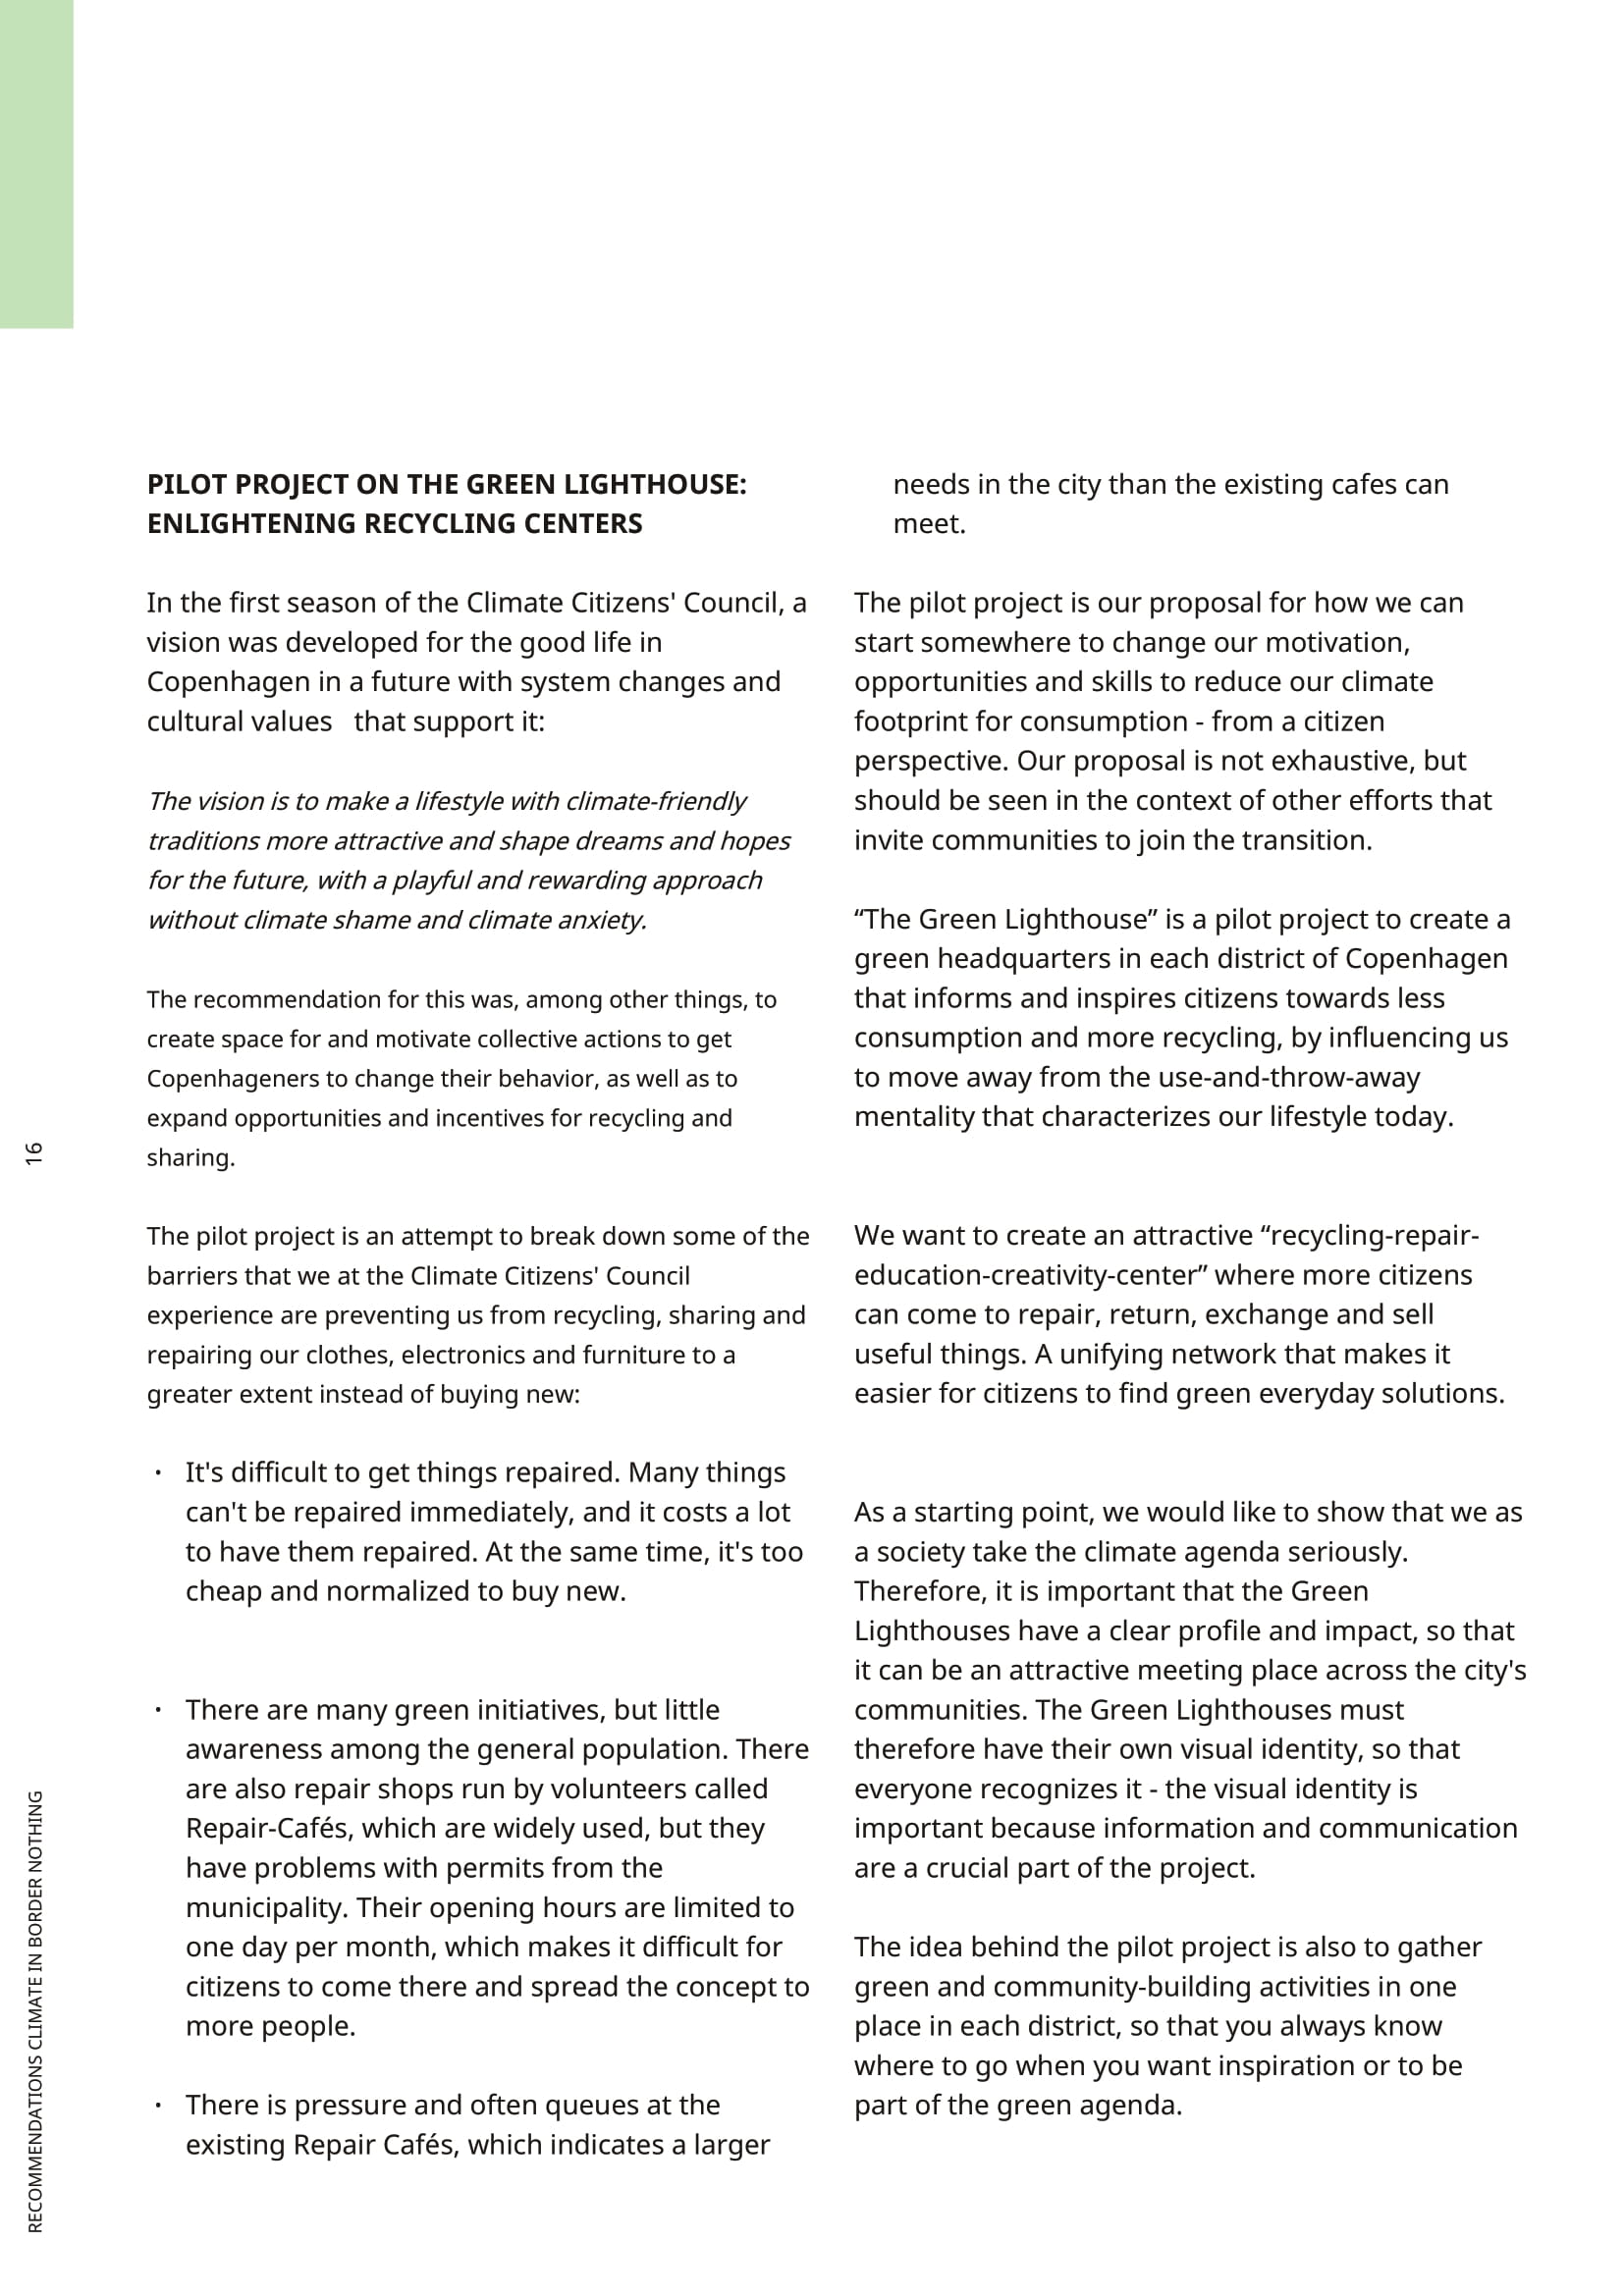 PILOT PROJECT ON THE GREEN LIGHTHOUSE:
ENLIGHTENING RECYCLING CENTERS
In the first season of the Climate Citizens' Council, a
vision was developed for the good life in
Copenhagen in a future with system changes and
cultural values   that support it:
The vision is to make a lifestyle with climate-friendly
traditions more attractive and shape dreams and hopes
for the future, with a playful and rewarding approach
without climate shame and climate anxiety.
The recommendation for this was, among other things, to
create space for and motivate collective actions to get
Copenhageners to change their behavior, as well as to
expand opportunities and incentives for recycling and
sharing.
The pilot project is an attempt to break down some of the
barriers that we at the Climate Citizens' Council
experience are preventing us from recycling, sharing and
repairing our clothes, electronics and furniture to a
greater extent instead of buying new:
· It's difficult to get things repaired. Many things
can't be repaired immediately, and it costs a lot
to have them repaired. At the same time, it's too
cheap and normalized to buy new.
· There are many green initiatives, but little
awareness among the general population. There
are also repair shops run by volunteers called
Repair-Cafés, which are widely used, but they
have problems with permits from the
municipality. Their opening hours are limited to
one day per month, which makes it difficult for
citizens to come there and spread the concept to
more people.
· There is pressure and often queues at the
existing Repair Cafés, which indicates a larger
needs in the city than the existing cafes can
meet.
The pilot project is our proposal for how we can
start somewhere to change our motivation,
opportunities and skills to reduce our climate
footprint for consumption - from a citizen
perspective. Our proposal is not exhaustive, but
should be seen in the context of other efforts that
invite communities to join the transition.
“The Green Lighthouse” is a pilot project to create a
green headquarters in each district of Copenhagen
that informs and inspires citizens towards less
consumption and more recycling, by influencing us
to move away from the use-and-throw-away
mentality that characterizes our lifestyle today.
We want to create an attractive “recycling-repair-
education-creativity-center” where more citizens
can come to repair, return, exchange and sell
useful things. A unifying network that makes it
easier for citizens to find green everyday solutions.
As a starting point, we would like to show that we as
a society take the climate agenda seriously.
Therefore, it is important that the Green
Lighthouses have a clear profile and impact, so that
it can be an attractive meeting place across the city's
communities. The Green Lighthouses must
therefore have their own visual identity, so that
everyone recognizes it - the visual identity is
important because information and communication
are a crucial part of the project.
The idea behind the pilot project is also to gather
green and community-building activities in one
place in each district, so that you always know
where to go when you want inspiration or to be
part of the green agenda.
16
RECOMMENDATIONS CLIMATE IN BORDER NOTHING